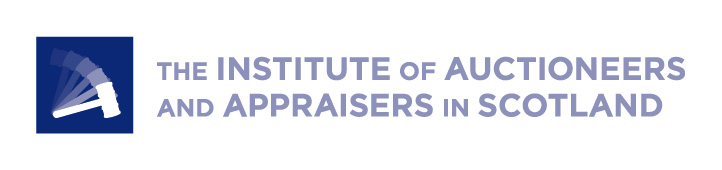 THE INSTITUTE OF AUCTIONEERS
AND APPRAISERS IN SCOTLAND